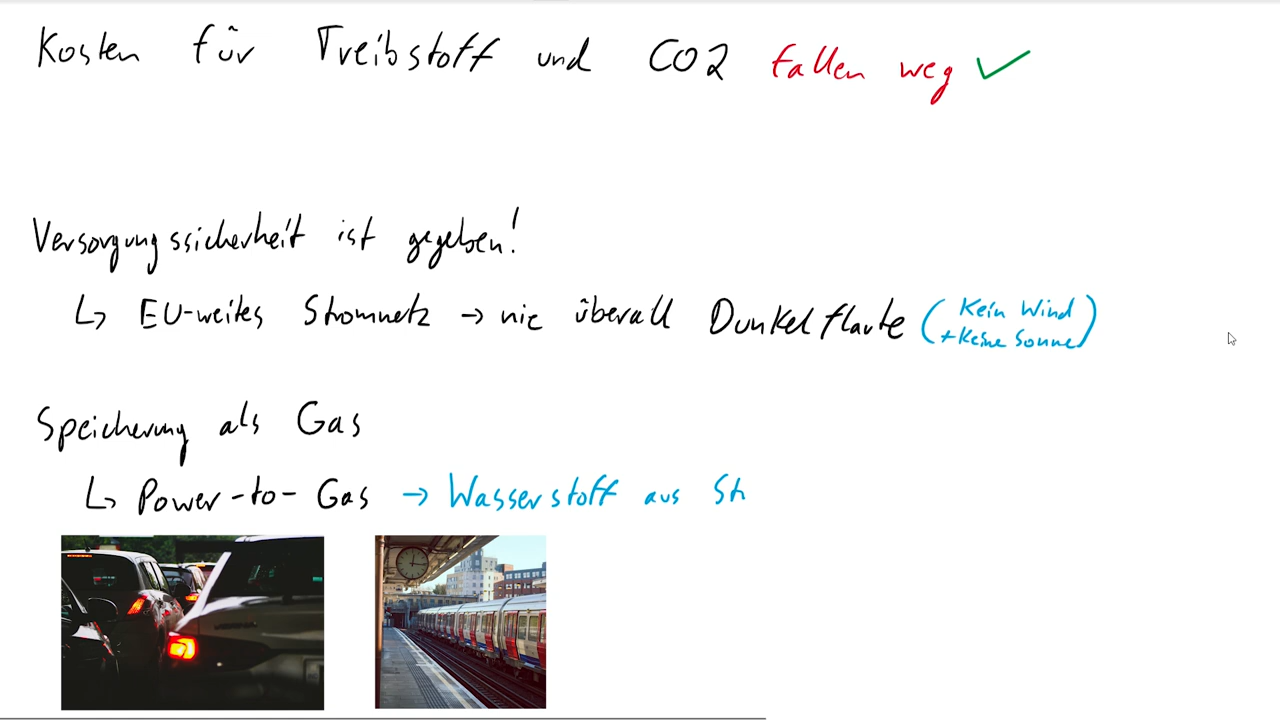 Kosten für Treibstoff und CO2 fallen weg ✓
Versorgungssicherheit ist gegeben!
↳ EU-weites Stromnetz → nie überall Dunkelflaute (Kein Wind
+ Keine Sonne)
Speicherung als Gas
↳ Power-to-Gas → Wasserstoff aus St